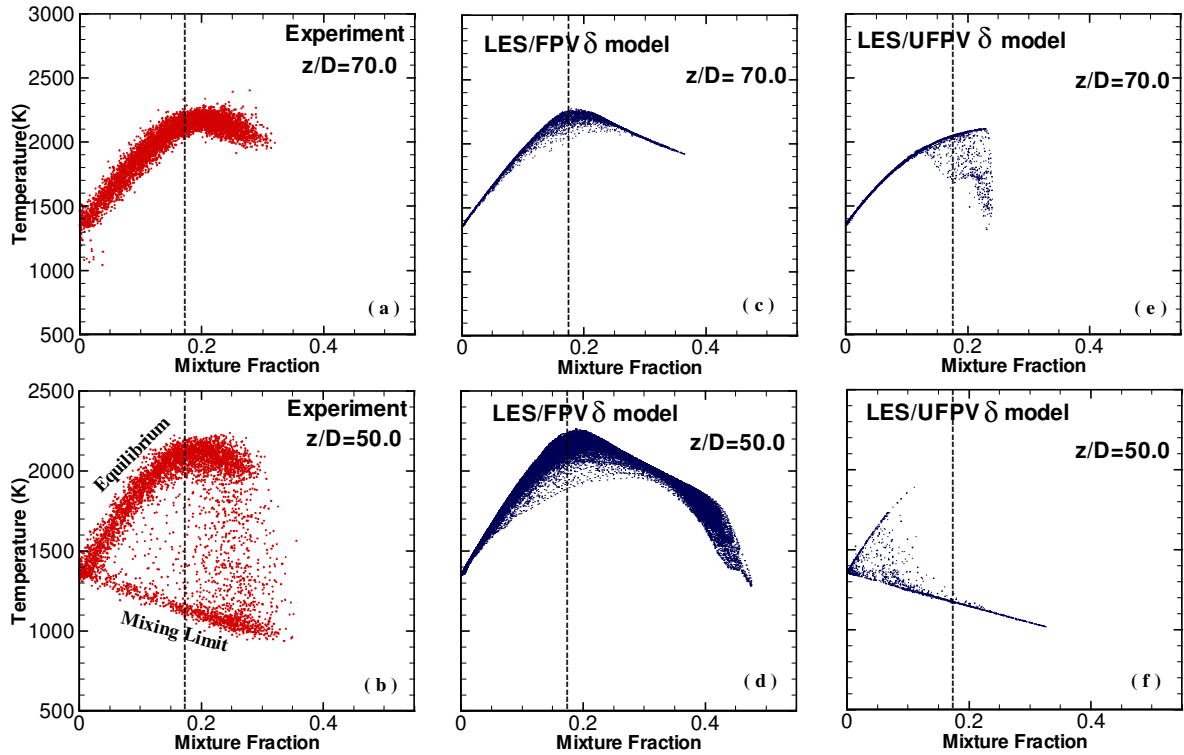 3000
2500
2000
1500
1000
500
Temperature(K)
Experiment
z/D=70.0
( a )
0
0.2
0.4
Mixture Fraction
LES/FPV δ model
z/D= 70.0
( c )
0
0.2
0.4
Mixture Fraction
LES/UFPV δ model
z/D=70.0
( e )
0
0.2
0.4
Mixture Fraction
2500
2000
1500
1000
500
Temperature (K)
Experiment
z/D=50.0
Equilibrium
Mixing Limit
( b )
0
0.2
0.4
Mixture Fraction
LES/FPV δ model
z/D=50.0
( d )
0
0.2
0.4
Mixture Fraction
LES/UFPV δ model
z/D=50.0
( f )
0
0.2
0.4
Mixture Fraction